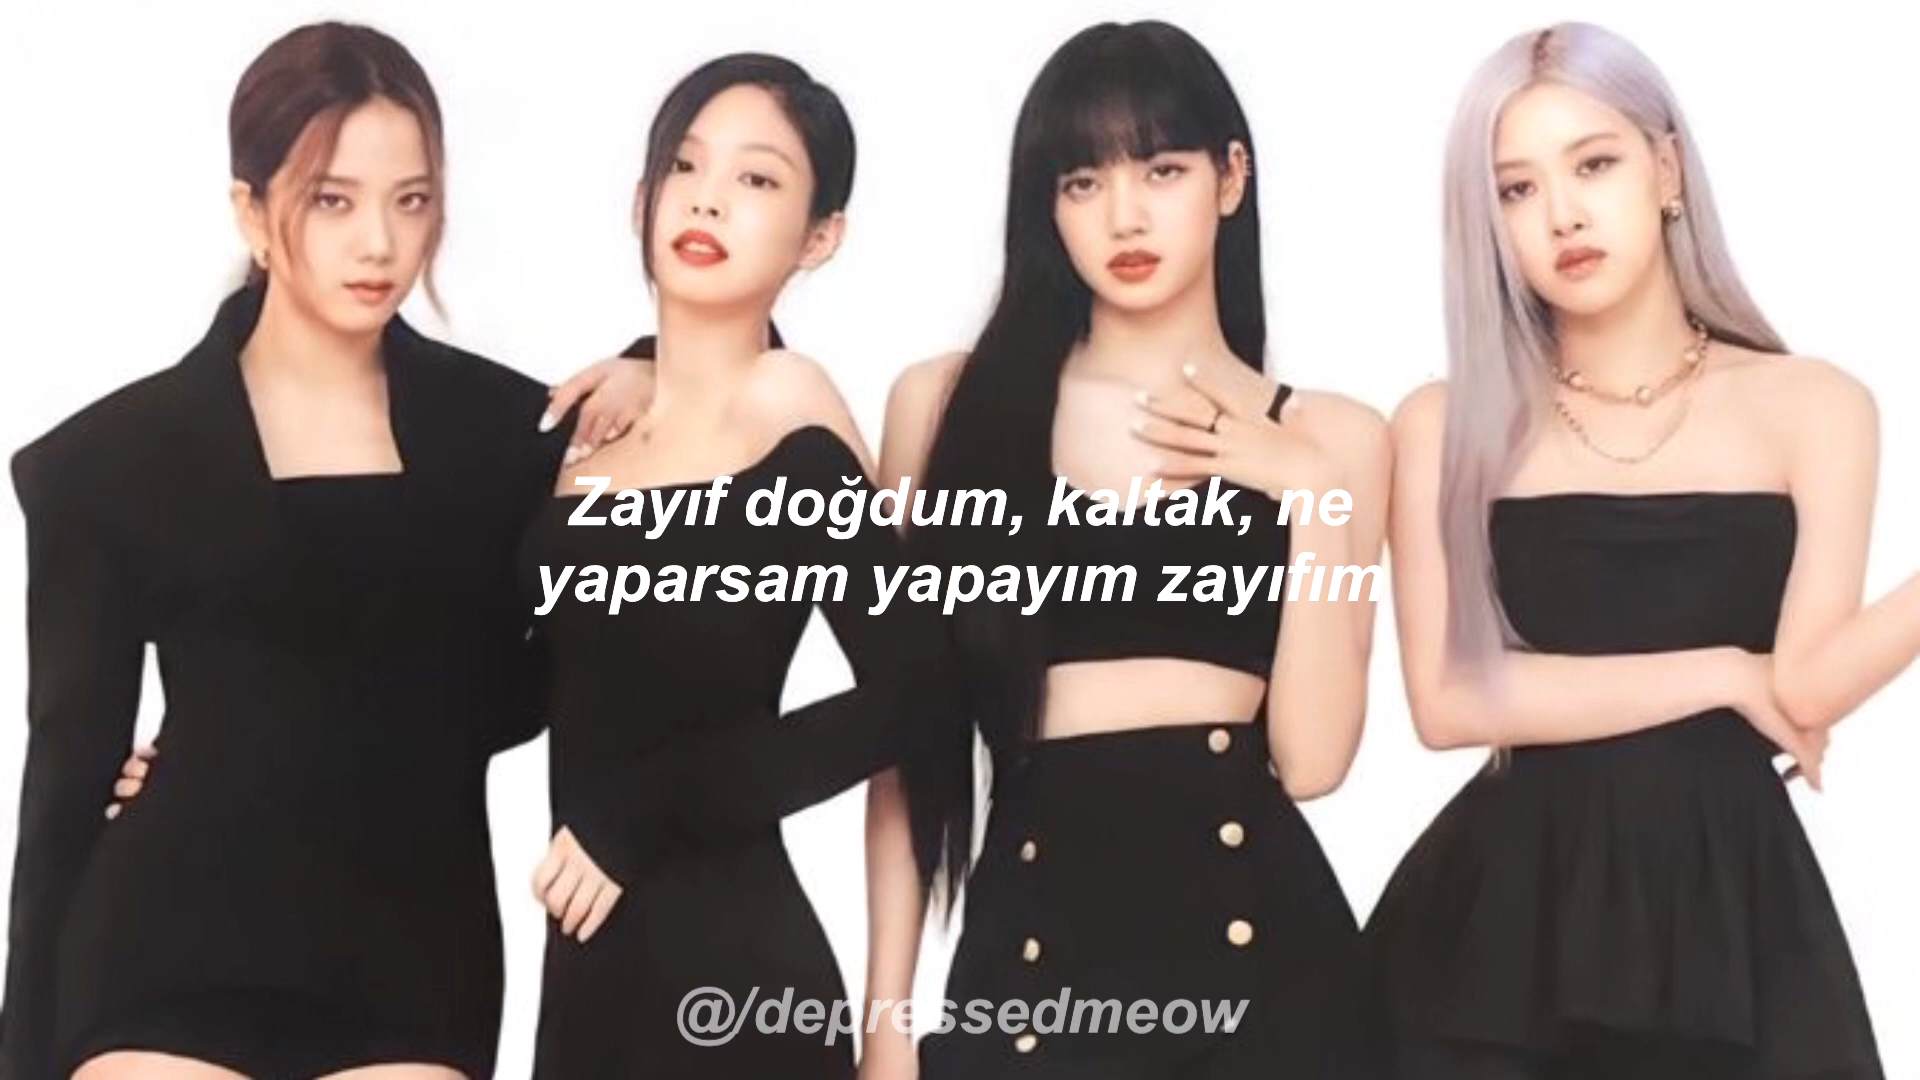 Zayıf doğdum, kaltak, ne
yaparsam yapayım zayıfım
@/depressedmeow